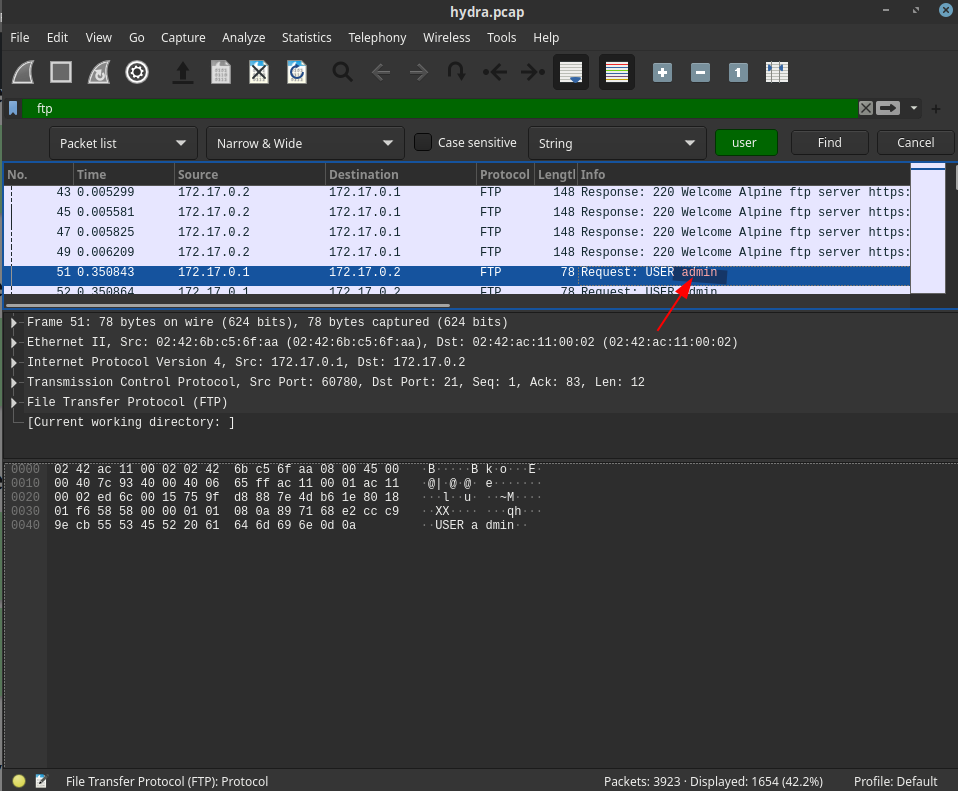 hydra.pcap
File Edit View Go Capture Analyze Statistics Telephony Wireless Tools Help
1
ftp
Packet list Narrow & Wide Case sensitive String user Find Cancel
No. Time Source Destination Protocol Lengtl Info
43 0.005299 172.17.0.2 172.17.0.1 FTP 148 Response: 220 Welcome Alpine ftp server https:
45 0.005581 172.17.0.2 172.17.0.1 FTP 148 Response: 220 Welcome Alpine ftp server https:
47 0.005825 172.17.0.2 172.17.0.1 FTP 148 Response: 220 Welcome Alpine ftp server https:
49 0.006209 172.17.0.2 172.17.0.1 FTP 148 Response: 220 Welcome Alpine ftp server https:
51 0.350843 172.17.0.1 172.17.0.2 FTP 78 Request: USER admin
52 0.350864 172.17.0.1 172.17.0.2 FTP 78 Request: USER admin
Frame 51: 78 bytes on wire (624 bits), 78 bytes captured (624 bits)
Ethernet II, Src: 02:42:6b:c5:6f:aa (02:42:6b:c5:6f:aa), Dst: 02:42:ac:11:00:02 (02:42:ac:11:00:02)
Internet Protocol Version 4, Src: 172.17.0.1, Dst: 172.17.0.2
Transmission Control Protocol, Src Port: 60780, Dst Port: 21, Seq: 1, Ack: 83, Len: 12
File Transfer Protocol (FTP)
[Current working directory: ]
0000 02 42 ac 11 00 02 02 42 6b c5 6f aa 08 00 45 00 ·B·····B k·o···E·
0010 00 40 7c 93 40 00 40 06 65 ff ac 11 00 01 ac 11 ·@|·@·@· e·······
0020 00 02 ed 6c 00 15 75 9f d8 88 7e 4d b6 1e 80 18 ···l··u· ··~M····
0030 01 f6 58 58 00 00 01 01 08 0a 89 71 68 e2 cc c9 ··XX···· ···qh···
0040 9e cb 55 53 45 52 20 61 64 6d 69 6e 0d 0a ··USER a dmin··
File Transfer Protocol (FTP): Protocol Packets: 3923 · Displayed: 1654 (42.2%) Profile: Default